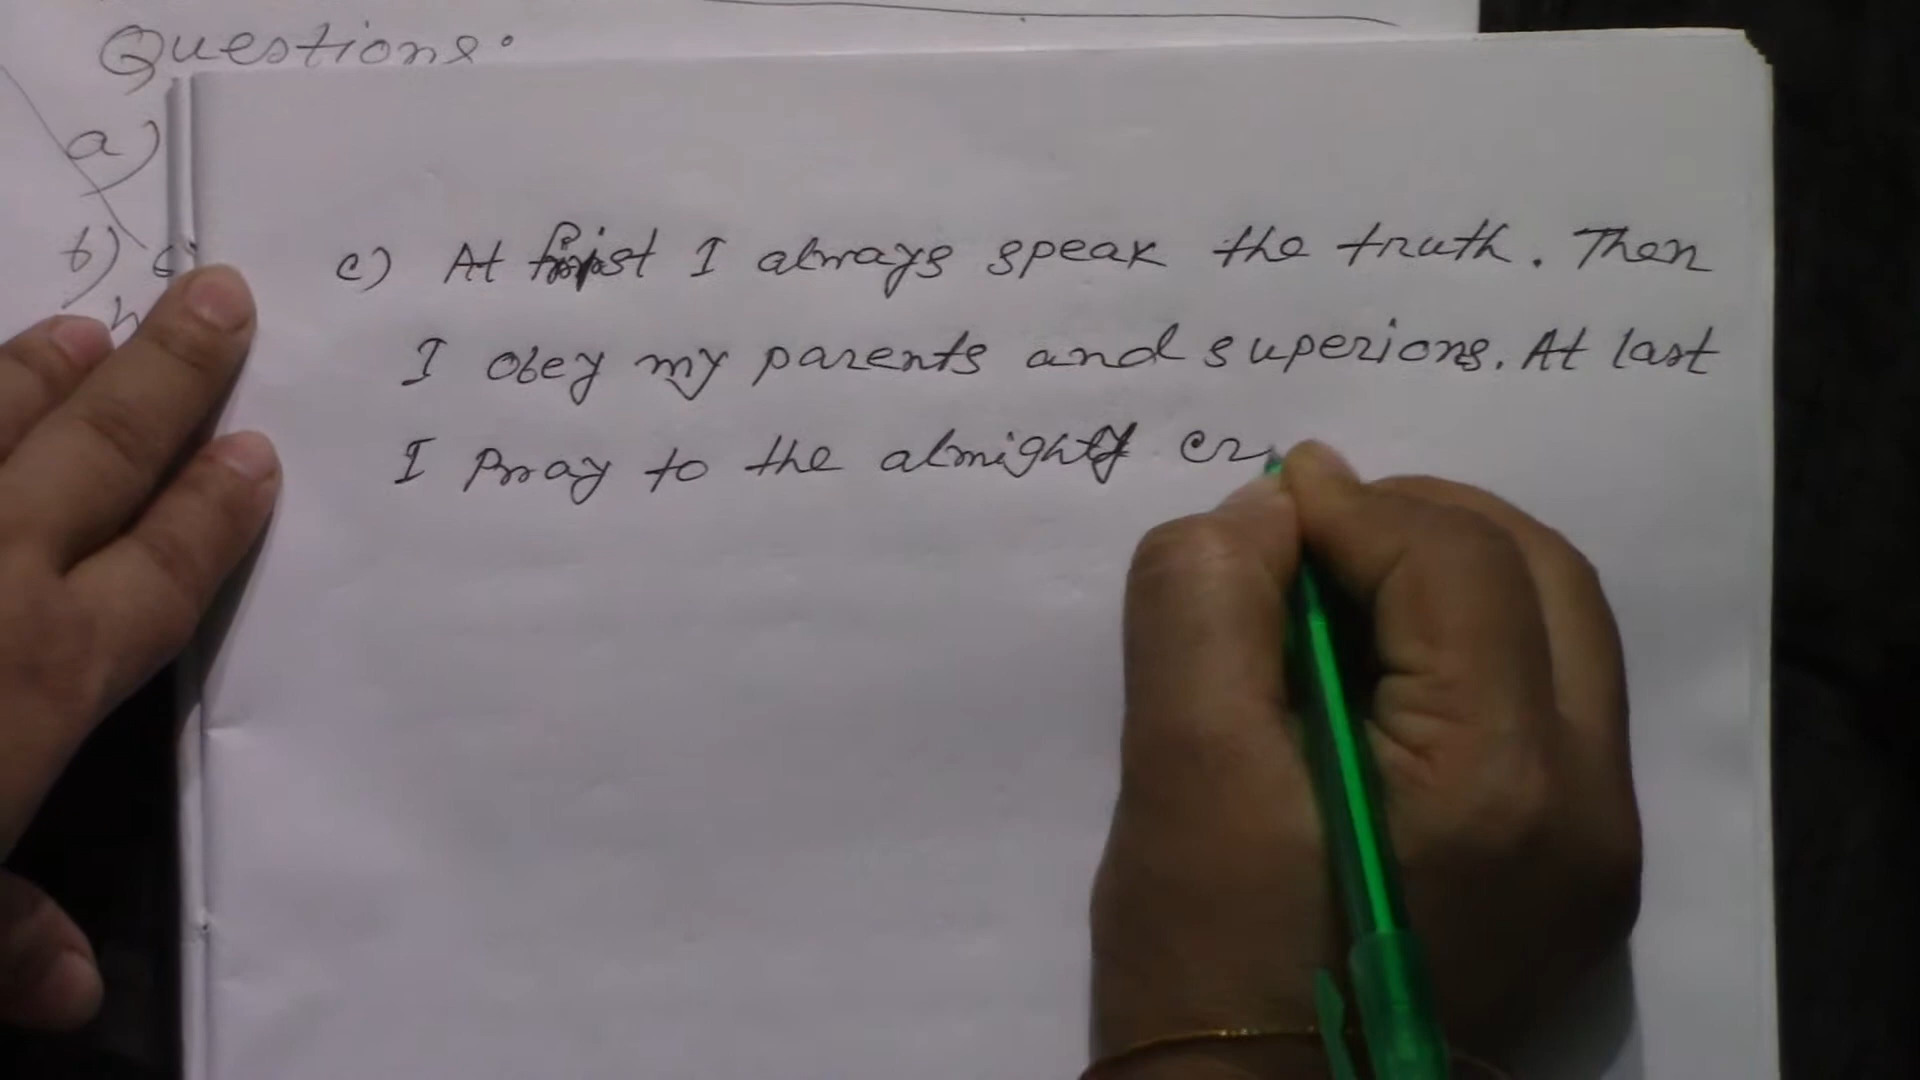 Questions:
a)
b)
c) At first I always speak the truth. Then
I obey my parents and superiors. At last
I pray to the almighty cr